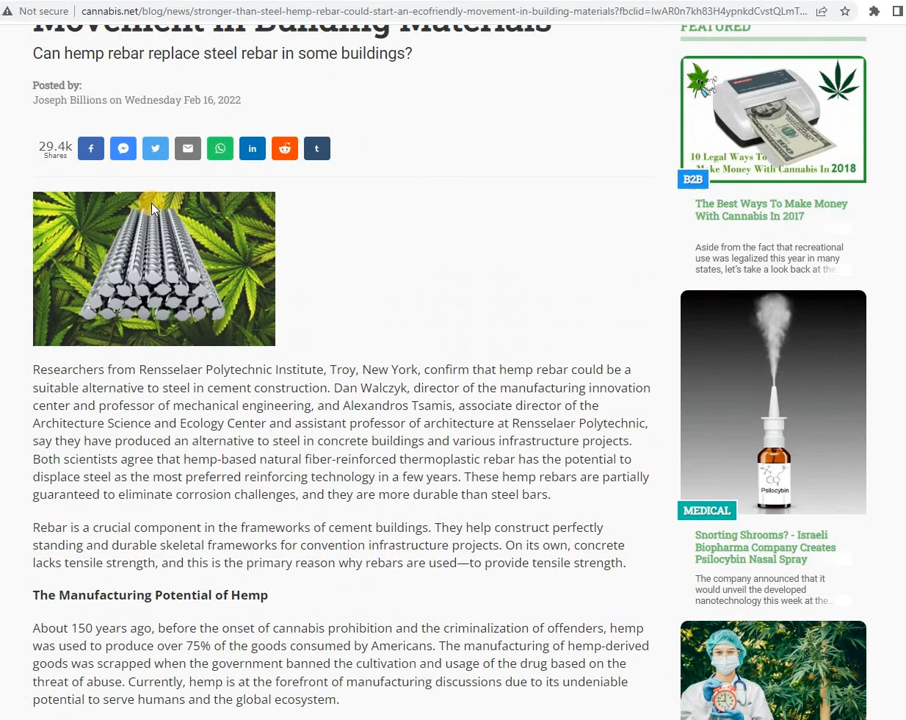 Not secure | cannabis.net/blog/news/stronger-than-steel-hemp-rebar-could-start-an-ecofriendly-movement-in-building-materials?fbclid=IwAR0n7kh83H4ypnkdCvstQLmT...
Movement in Building Materials
Can hemp rebar replace steel rebar in some buildings?
Posted by:
Joseph Billions on Wednesday Feb 16, 2022
29.4k
Shares
Researchers from Rensselaer Polytechnic Institute, Troy, New York, confirm that hemp rebar could be a
suitable alternative to steel in cement construction. Dan Walczyk, director of the manufacturing innovation
center and professor of mechanical engineering, and Alexandros Tsamis, associate director of the
Architecture Science and Ecology Center and assistant professor of architecture at Rensselaer Polytechnic,
say they have produced an alternative to steel in concrete buildings and various infrastructure projects.
Both scientists agree that hemp-based natural fiber-reinforced thermoplastic rebar has the potential to
displace steel as the most preferred reinforcing technology in a few years. These hemp rebars are partially
guaranteed to eliminate corrosion challenges, and they are more durable than steel bars.
Rebar is a crucial component in the frameworks of cement buildings. They help construct perfectly
standing and durable skeletal frameworks for convention infrastructure projects. On its own, concrete
lacks tensile strength, and this is the primary reason why rebars are used—to provide tensile strength.
The Manufacturing Potential of Hemp
About 150 years ago, before the onset of cannabis prohibition and the criminalization of offenders, hemp
was used to produce over 75% of the goods consumed by Americans. The manufacturing of hemp-derived
goods was scrapped when the government banned the cultivation and usage of the drug based on the
threat of abuse. Currently, hemp is at the forefront of manufacturing discussions due to its undeniable
potential to serve humans and the global ecosystem.
FEATURED
10 Legal Ways To
Make Money With Cannabis In 2018
B2B
The Best Ways To Make Money
With Cannabis In 2017
Aside from the fact that recreational
use was legalized this year in many
states, let's take a look back at the
Psilocybin
MEDICAL
Snorting Shrooms? - Israeli
Biopharma Company Creates
Psilocybin Nasal Spray
The company announced that it
would unveil the developed
nanotechnology this week at the..